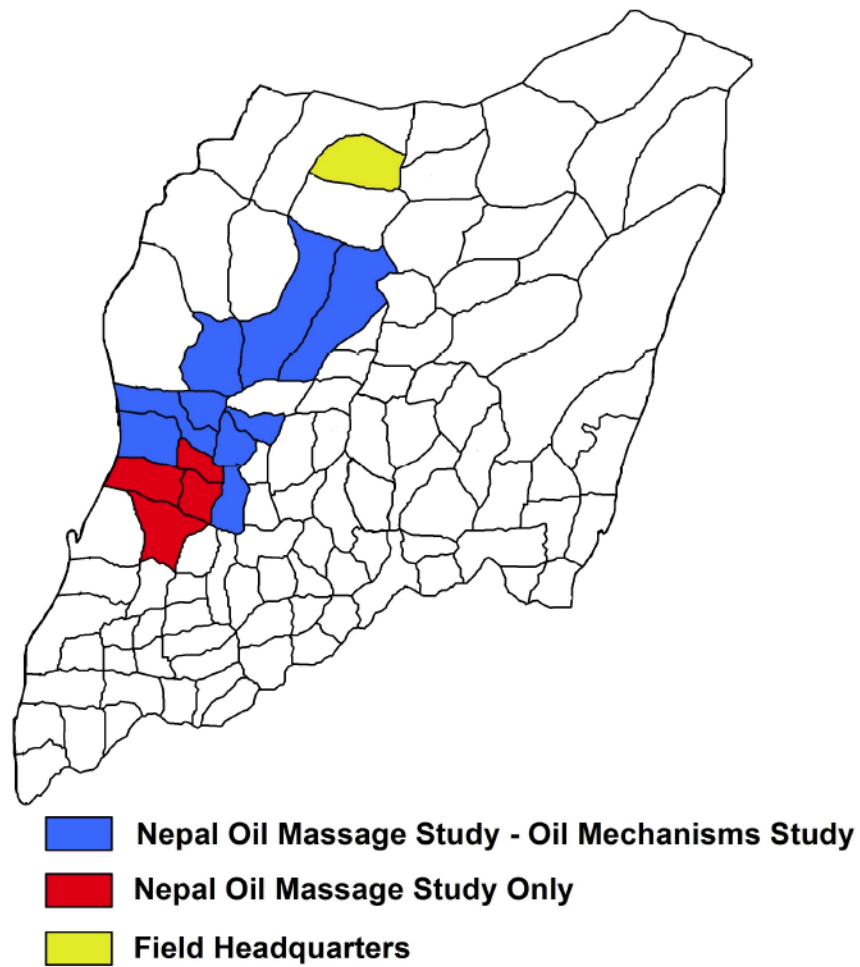 Nepal Oil Massage Study - Oil Mechanisms Study
Nepal Oil Massage Study Only
Field Headquarters